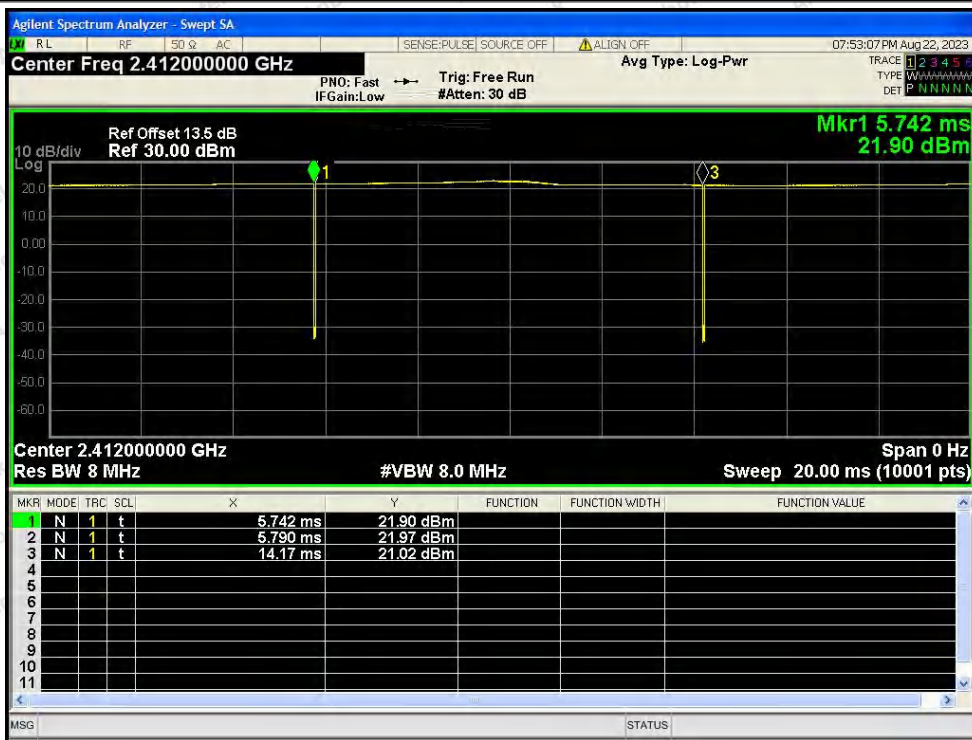 Agilent Spectrum Analyzer - Swept SA
LXI RL RF 50 Ω AC SENSE:PULSE SOURCE OFF ALIGN OFF 07:53:07 PM Aug 22, 2023
Center Freq 2.412000000 GHz Avg Type: Log-Pwr TRACE 1 2 3 4 5 6
PNO: Fast Trig: Free Run TYPE WWWWWW
IFGain:Low #Atten: 30 dB DET P N N N N N
Mkr1 5.742 ms
Ref Offset 13.5 dB
10 dB/div Ref 30.00 dBm 21.90 dBm
Log
1 3
20.0
10.0
0.00
-10.0
-20.0
-30.0
-40.0
-50.0
-60.0
Center 2.412000000 GHz Span 0 Hz
Res BW 8 MHz #VBW 8.0 MHz Sweep 20.00 ms (10001 pts)
MKR MODE TRC SCL X Y FUNCTION FUNCTION WIDTH FUNCTION VALUE
1 N 1 t 5.742 ms 21.90 dBm
2 N 1 t 5.790 ms 21.97 dBm
3 N 1 t 14.17 ms 21.02 dBm
4
5
6
7
8
9
10
11
MSG STATUS